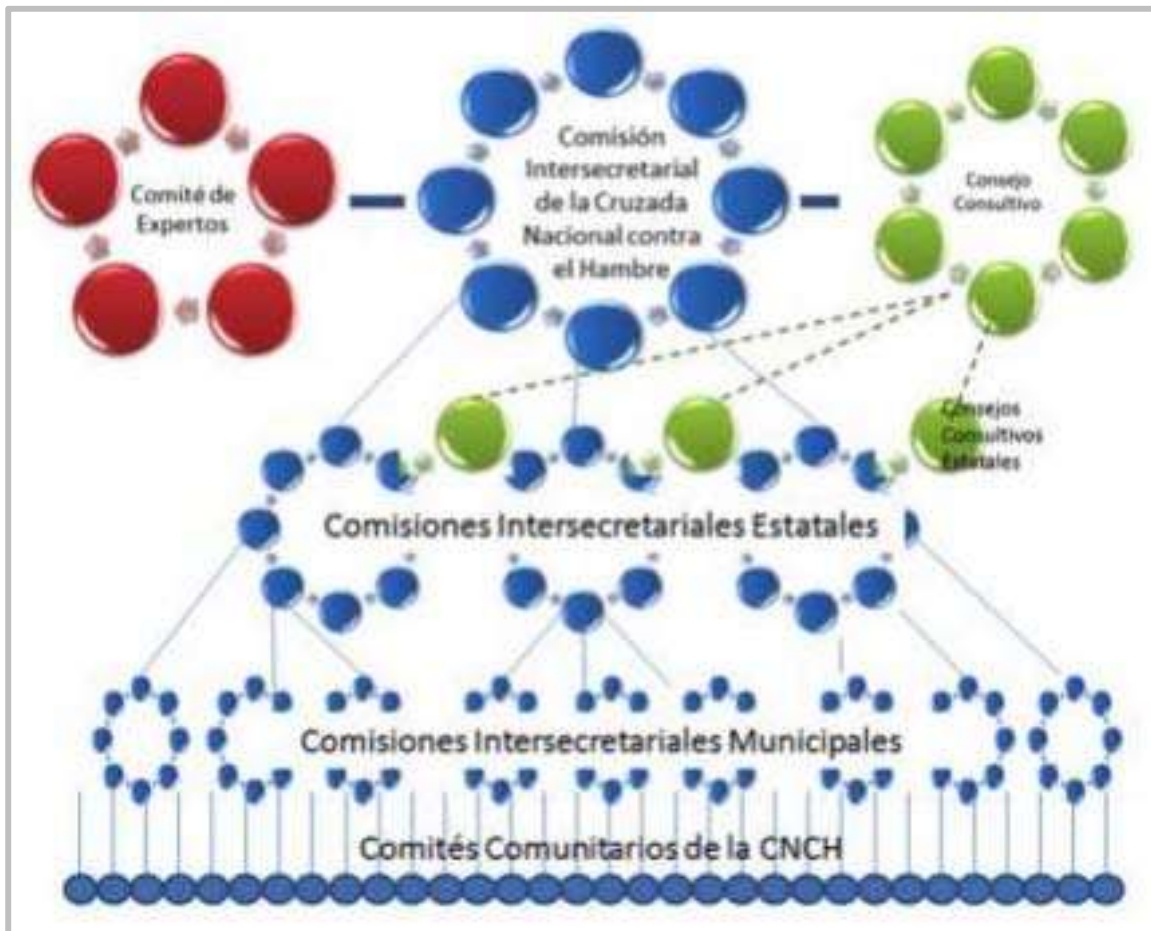 Comité de
Expertos
Comisión
Intersecretarial
de la Cruzada
Nacional contra
el Hambre
Consejo
Consultivo
Consejos
Consultivos
Estatales
Comisiones Intersecretariales Estatales
Comisiones Intersecretariales Municipales
Comités Comunitarios de la CNCH